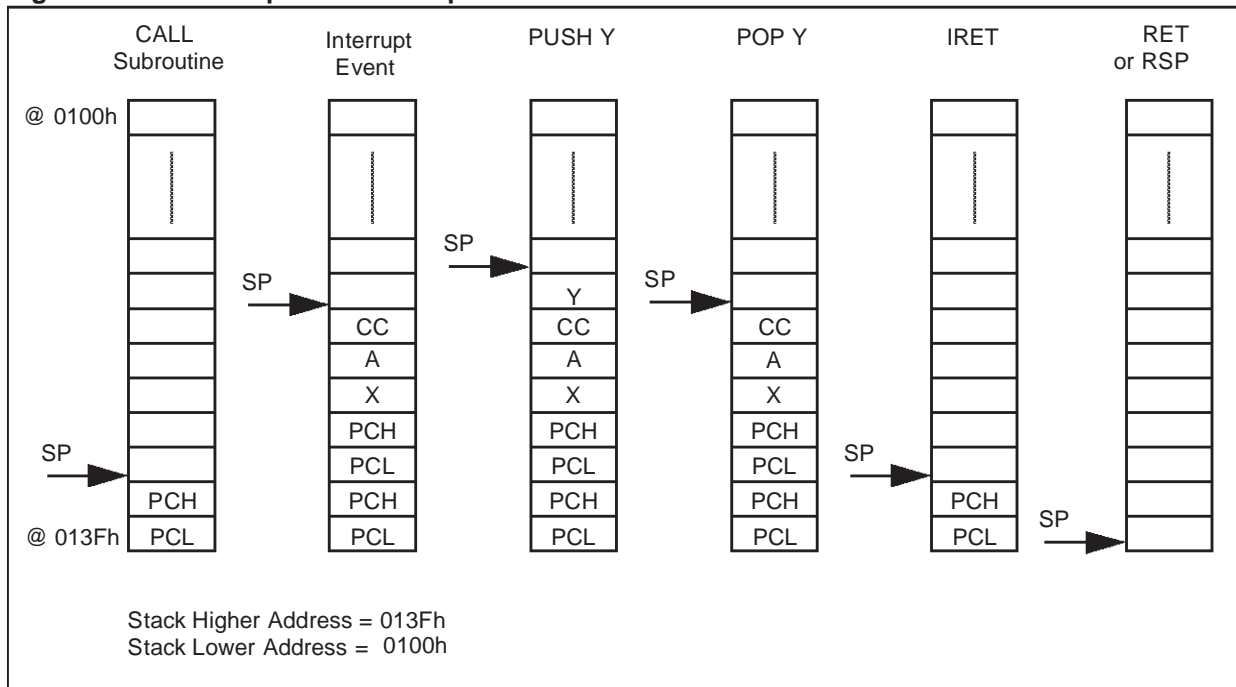 CALL
Subroutine
Interrupt
Event
PUSH Y
POP Y
IRET
RET
or RSP
@ 0100h
SP
SP
SP
Y
CC
CC
CC
A
A
A
X
X
X
PCH
PCH
PCH
SP
SP
PCL
PCL
PCL
PCH
PCH
PCH
PCH
PCH
SP
@ 013Fh
PCL
PCL
PCL
PCL
PCL
Stack Higher Address = 013Fh
Stack Lower Address = 0100h